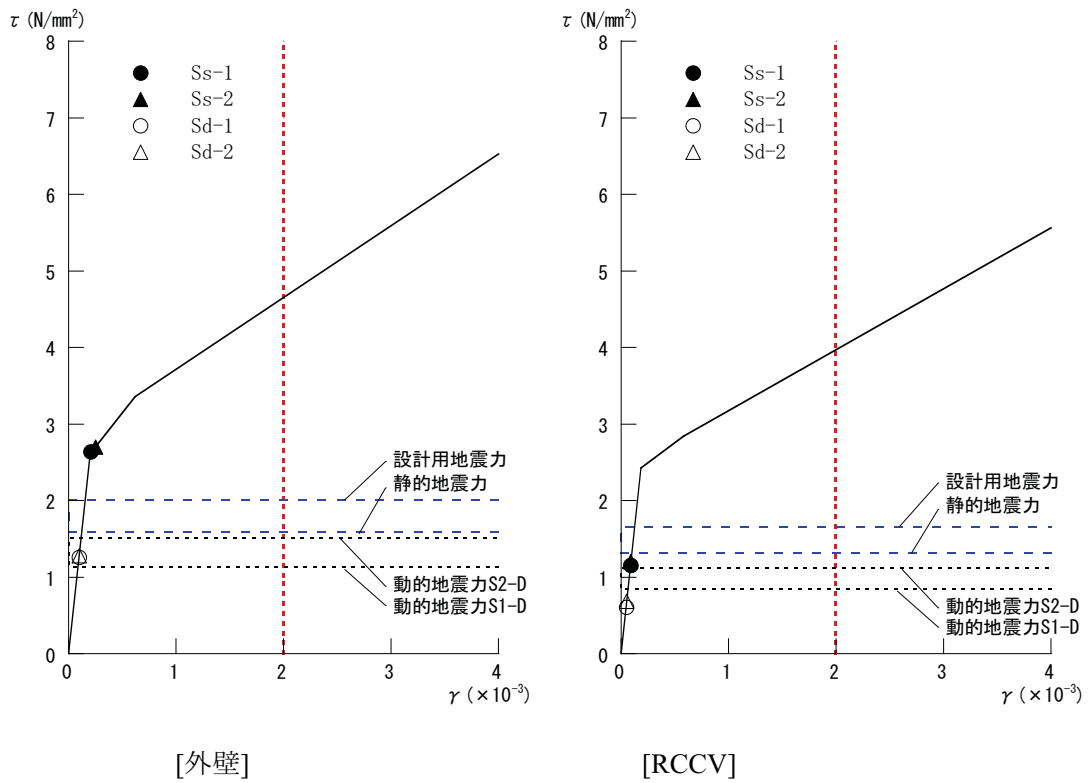 τ (N/mm²)
8
7
6
5
4
3
2
1
0
● Ss-1
▲ Ss-2
○ Sd-1
△ Sd-2
設計用地震力
静的地震力
動的地震力S2-D
動的地震力S1-D
0 1 2 3 4
γ (×10⁻³)
[外壁]
τ (N/mm²)
8
7
6
5
4
3
2
1
0
● Ss-1
▲ Ss-2
○ Sd-1
△ Sd-2
設計用地震力
静的地震力
動的地震力S2-D
動的地震力S1-D
0 1 2 3 4
γ (×10⁻³)
[RCCV]